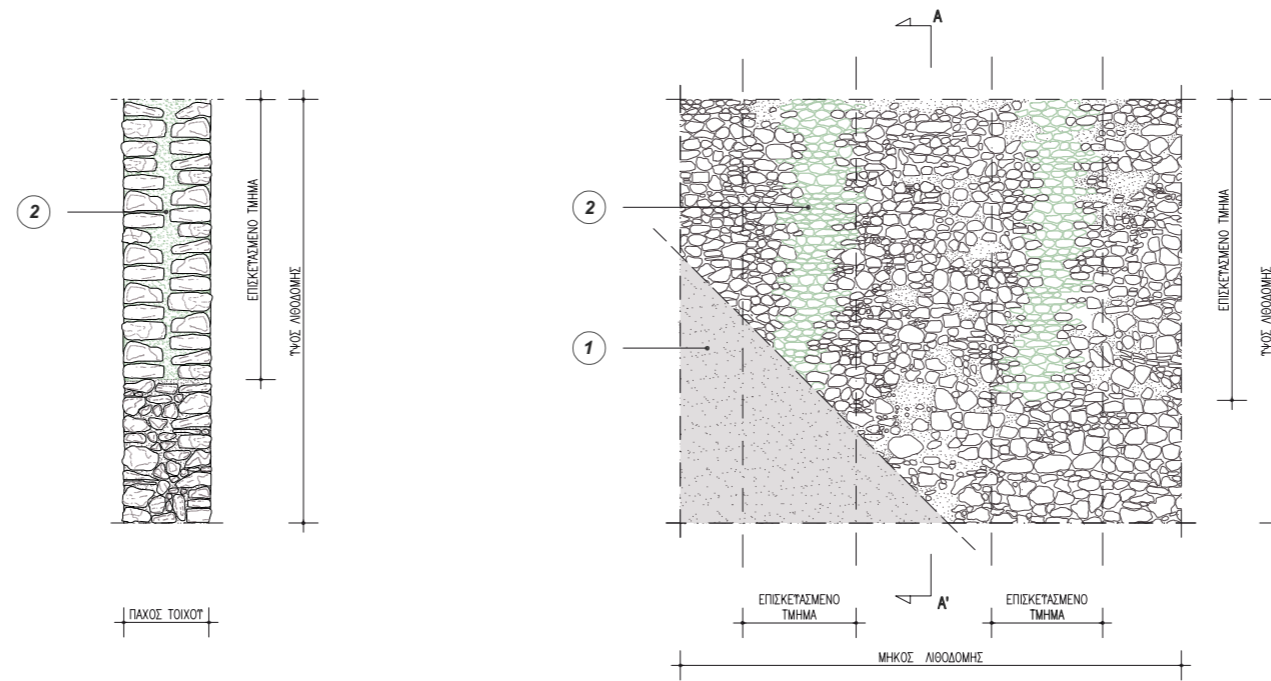 A
2
ΕΠΙΣΚΕΥΑΣΜΕΝΟ ΤΜΗΜΑ
ΥΨΟΣ ΛΙΘΟΔΟΜΗΣ
2
1
ΕΠΙΣΚΕΥΑΣΜΕΝΟ ΤΜΗΜΑ
ΥΨΟΣ ΛΙΘΟΔΟΜΗΣ
ΠΑΧΟΣ ΤΟΙΧΟΥ
A'
ΕΠΙΣΚΕΥΑΣΜΕΝΟ
ΤΜΗΜΑ
ΕΠΙΣΚΕΥΑΣΜΕΝΟ
ΤΜΗΜΑ
ΜΗΚΟΣ ΛΙΘΟΔΟΜΗΣ